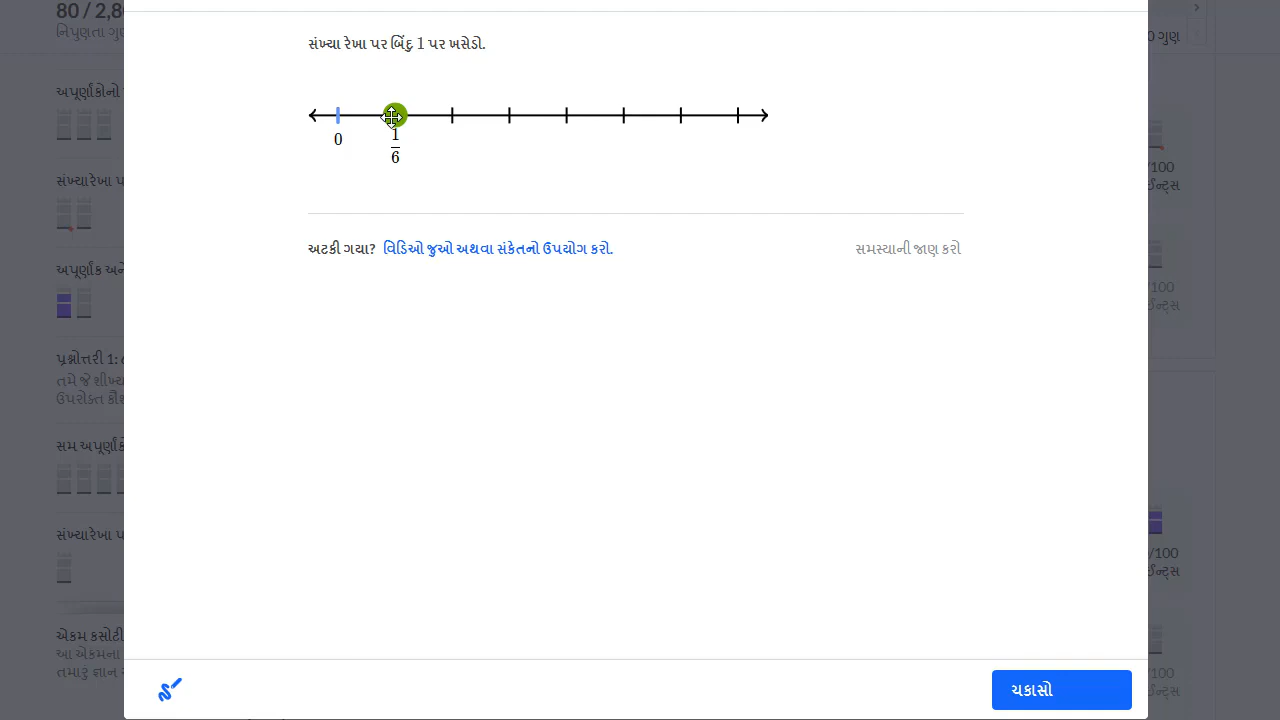 80 / 2,80
નિપુણતા ગુણ
0 ગુણ
સંખ્યા રેખા પર બિંદુ 1 પર ખસેડો.
0
1
6
અટકી ગયા? વિડિઓ જુઓ અથવા સંકેતનો ઉપયોગ કરો.
સમસ્યાની જાણ કરો
અપૂર્ણાંકોનો
સંખ્યારેખા પ
અપૂર્ણાંક અને
પ્રશ્નોત્તરી 1:
તમે જે શીખ્યા
ઉપરોક્ત કૌશ
સમ અપૂર્ણાંકો
સંખ્યારેખા પ
એકમ કસોટી
આ એકમના
તમારું જ્ઞાન
/100
ઈન્ટ્સ
/100
ઈન્ટ્સ
/100
ઈન્ટ્સ
/100
ઈન્ટ્સ
ચકાસો